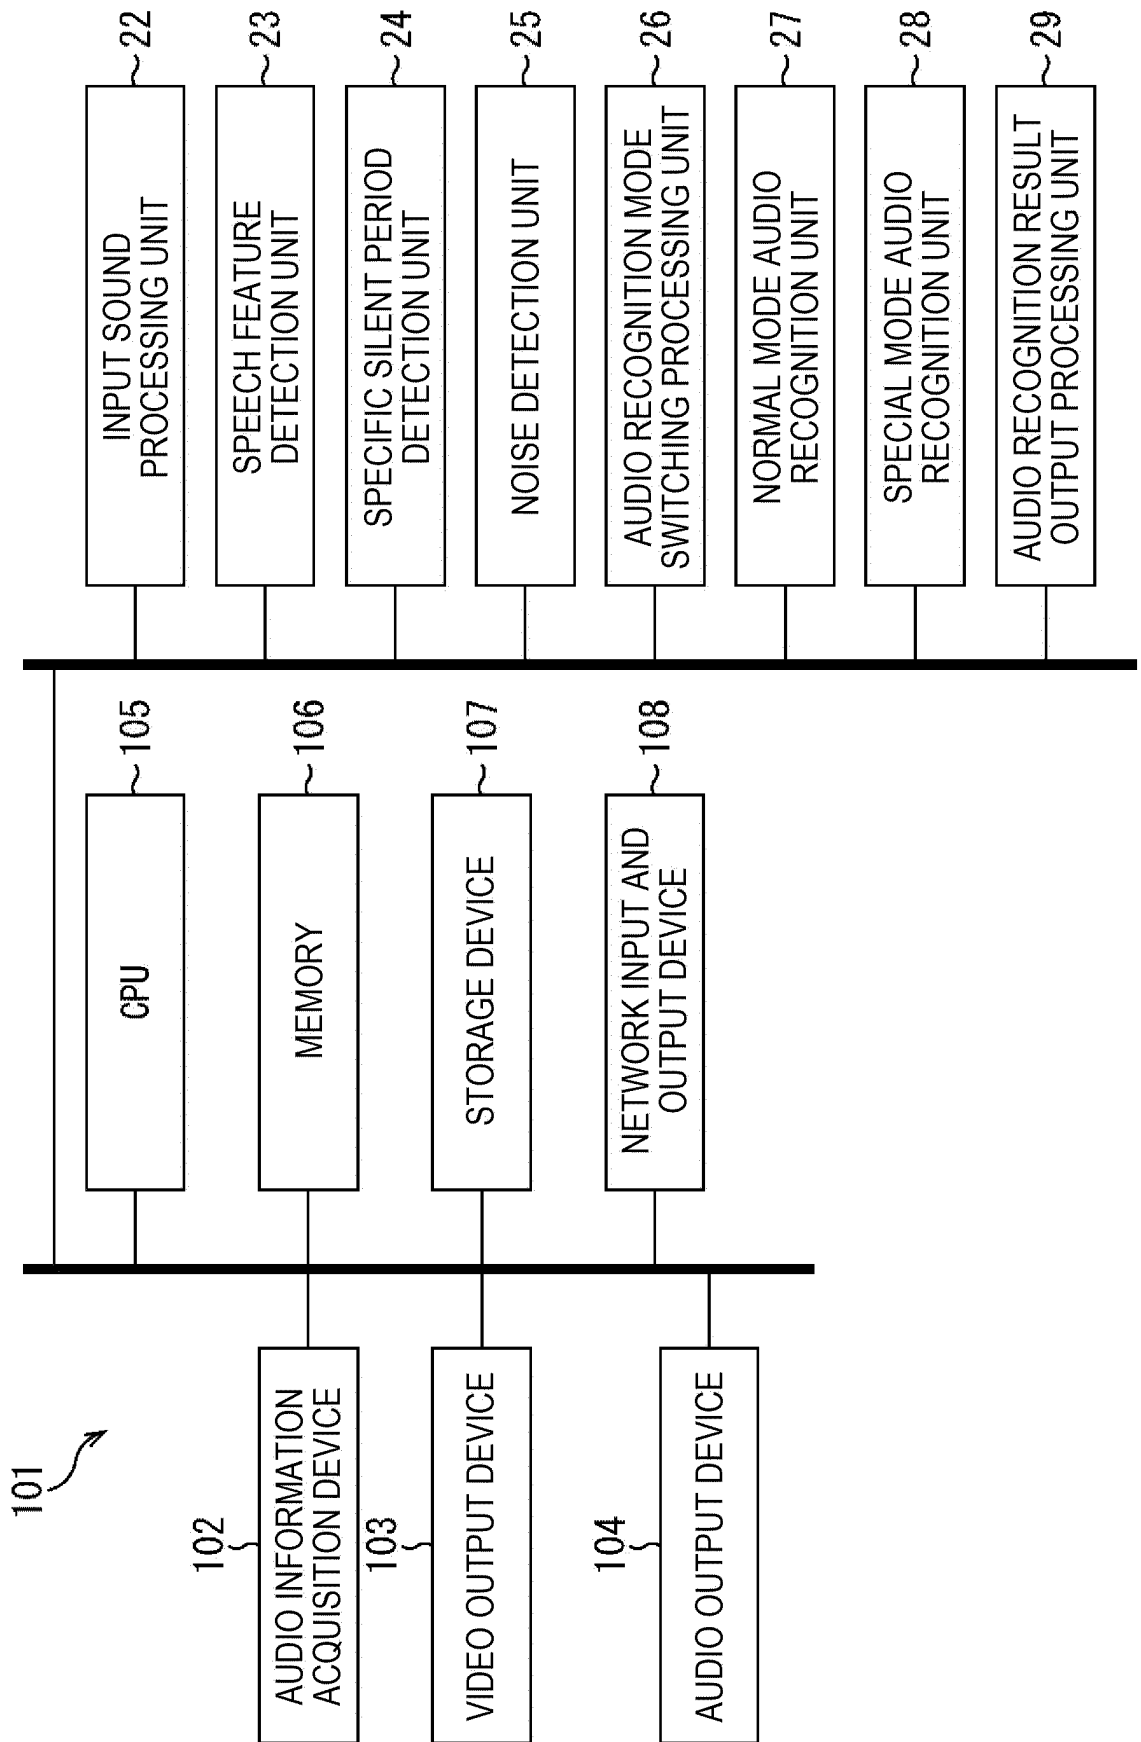 101
102
AUDIO INFORMATION
ACQUISITION DEVICE
103
VIDEO OUTPUT DEVICE
104
AUDIO OUTPUT DEVICE
CPU
105
MEMORY
106
STORAGE DEVICE
107
NETWORK INPUT AND
OUTPUT DEVICE
108
INPUT SOUND
PROCESSING UNIT
22
SPEECH FEATURE
DETECTION UNIT
23
SPECIFIC SILENT PERIOD
DETECTION UNIT
24
NOISE DETECTION UNIT
25
AUDIO RECOGNITION MODE
SWITCHING PROCESSING UNIT
26
NORMAL MODE AUDIO
RECOGNITION UNIT
27
SPECIAL MODE AUDIO
RECOGNITION UNIT
28
AUDIO RECOGNITION RESULT
OUTPUT PROCESSING UNIT
29